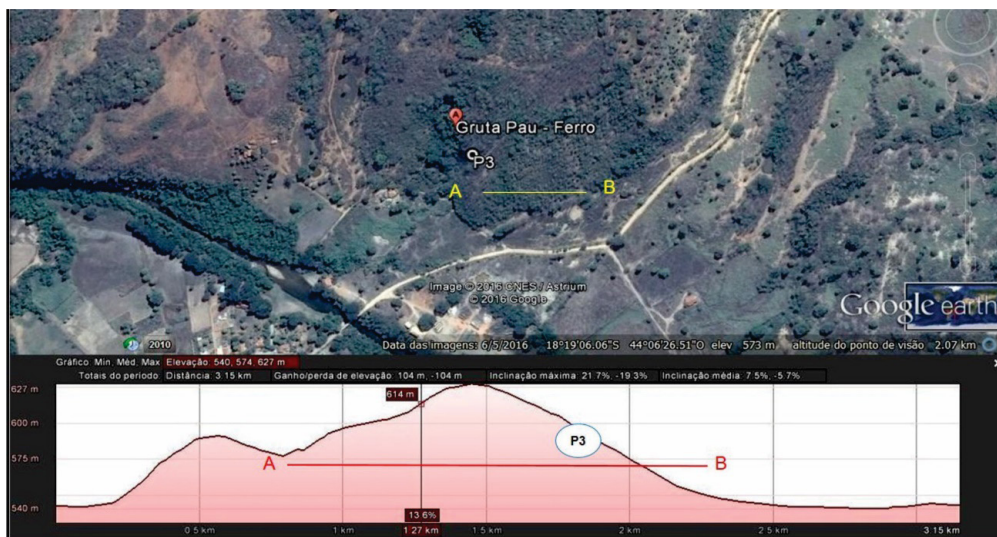 Gruta Pau - Ferro
P3
A
B
Image © 2016 CNES / Astrium
© 2016 Google
Google earth
2010
Data das imagens: 6/5/2016 18°19'06.06"S 44°06'26.51"O elev 573 m altitude do ponto de visão 2.07 km
Gráfico Mín, Méd, Máx Elevação: 540, 574, 627 m
Totais do período Distância: 3.15 km Ganho/perda de elevação: 104 m, -104 m Inclinação máxima: 21.7%, -19.3% Inclinação média: 7.5%, -5.7%
627 m
614 m
600 m
P3
575 m
A
B
540 m
13.6%
0.5 km
1 km
1.27 km
1.5 km
2 km
2.5 km
3.15 km